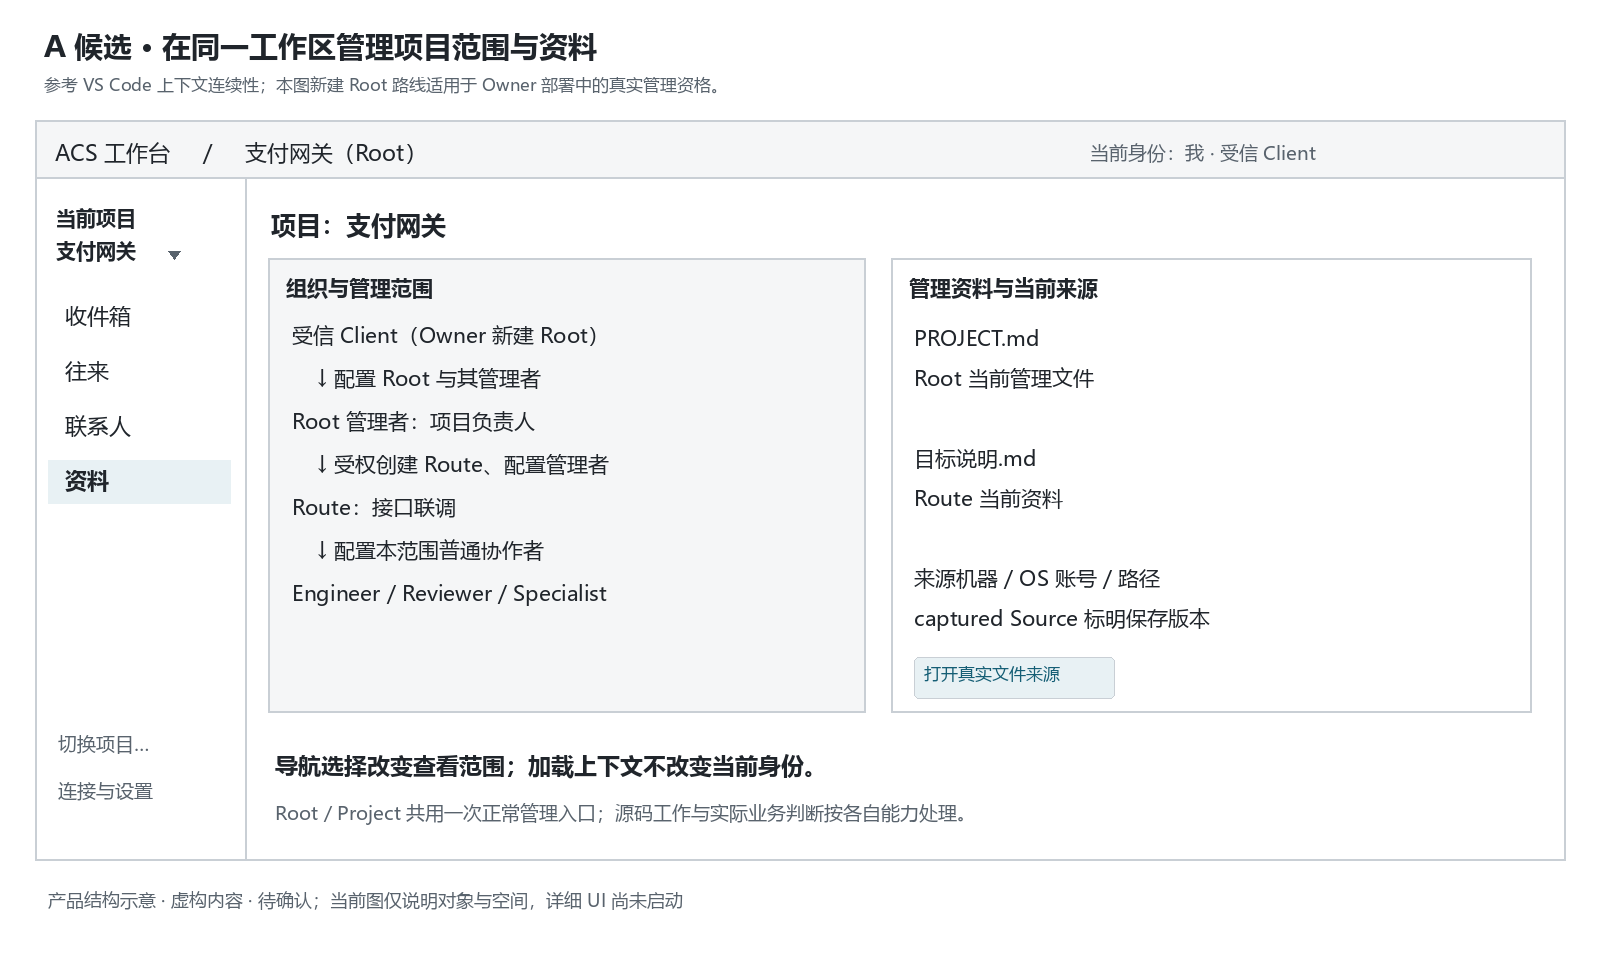 A 候选 · 在同一工作区管理项目范围与资料
参考 VS Code 上下文连续性；本图新建 Root 路线适用于 Owner 部署中的真实管理资格。
ACS 工作台 / 支付网关（Root）
当前身份：我 · 受信 Client
当前项目
支付网关
收件箱
往来
联系人
资料
切换项目...
连接与设置
项目：支付网关
组织与管理范围
受信 Client（Owner 新建 Root）
↓ 配置 Root 与其管理者
Root 管理者：项目负责人
↓ 受权创建 Route、配置管理者
Route：接口联调
↓ 配置本范围普通协作者
Engineer / Reviewer / Specialist
管理资料与当前来源
PROJECT.md
Root 当前管理文件
目标说明.md
Route 当前资料
来源机器 / OS 账号 / 路径
captured Source 标明保存版本
打开真实文件来源
导航选择改变查看范围；加载上下文不改变当前身份。
Root / Project 共用一次正常管理入口；源码工作与实际业务判断按各自能力处理。
产品结构示意 · 虚构内容 · 待确认；当前图仅说明对象与空间，详细 UI 尚未启动